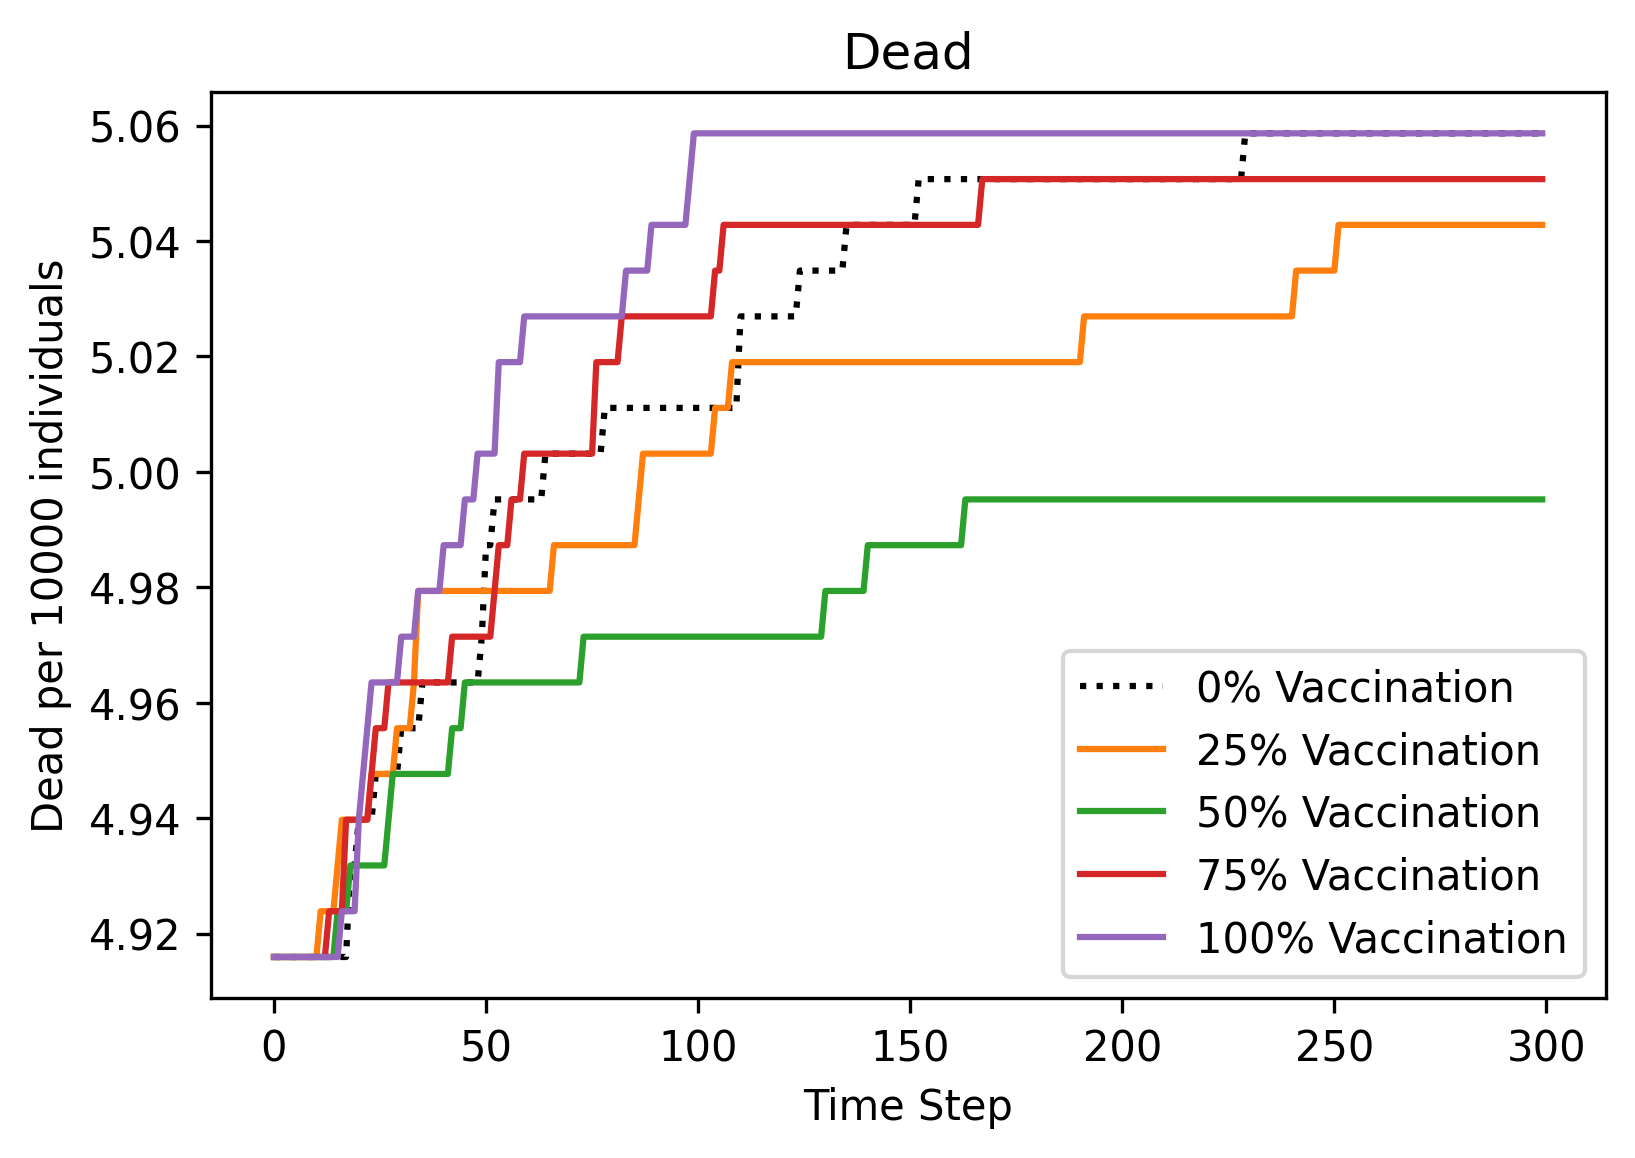 Dead
5.06
5.04
5.02
5.00
4.98
4.96
4.94
4.92
Dead per 10000 individuals
0% Vaccination
25% Vaccination
50% Vaccination
75% Vaccination
100% Vaccination
0 50 100 150 200 250 300
Time Step